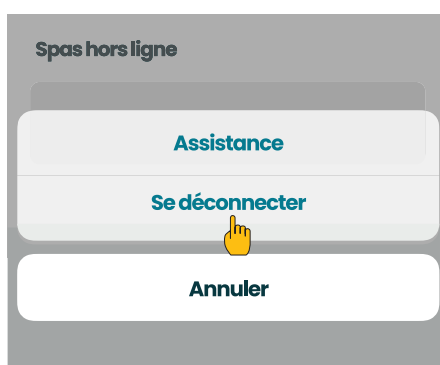 Spas hors ligne
Assistance
Se déconnecter
Annuler